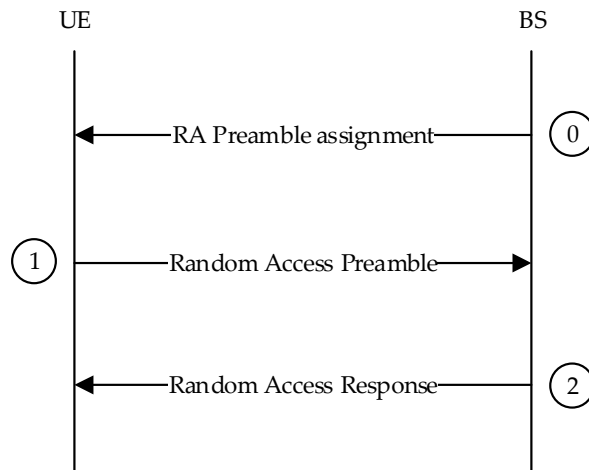 UE
BS
RA Preamble assignment
0
1
Random Access Preamble
Random Access Response
2